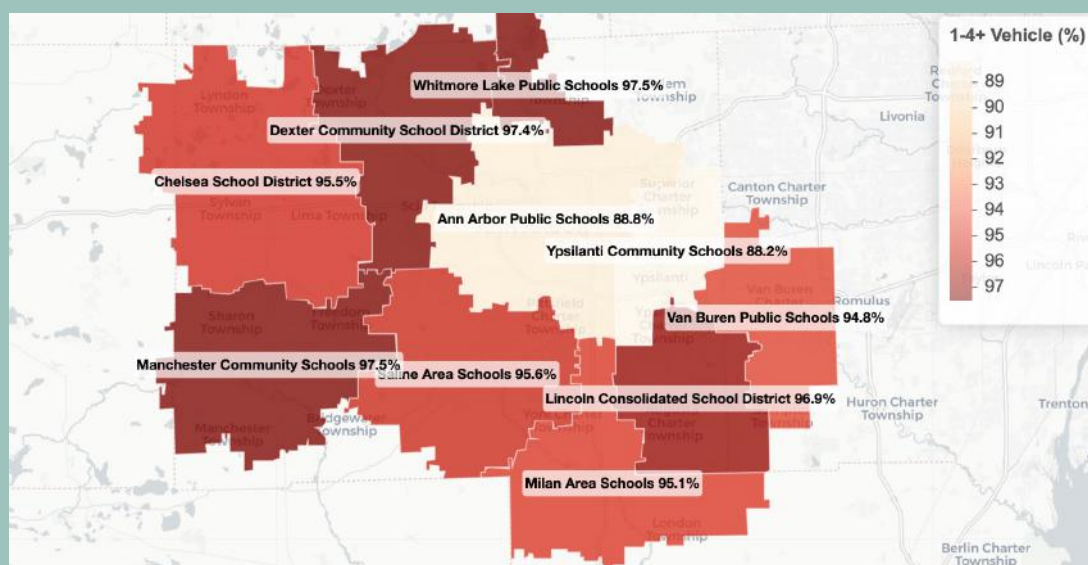 1-4+ Vehicle (%)
89
90
91
92
93
94
95
96
97
Whitmore Lake Public Schools 97.5%
Dexter Community School District 97.4%
Chelsea School District 95.5%
Ann Arbor Public Schools 88.8%
Ypsilanti Community Schools 88.2%
Van Buren Public Schools 94.8%
Manchester Community Schools 97.5%
Saline Area Schools 95.6%
Lincoln Consolidated School District 96.9%
Milan Area Schools 95.1%
Lyndon
Township
Dexter
Township
Township
Livonia
Superior
Charter
Township
Canton Charter
Township
Sylvan
Township
Lima Township
Ypsilanti
Van Buren
Charter
Romulus
Sharon
Township
Freedom
Township
Pittsfield
Charter
Township
Bridgewater
Township
York Charter
Township
Manchester
Township
Huron Charter
Township
Trenton
London
Township
Berlin Charter
Township